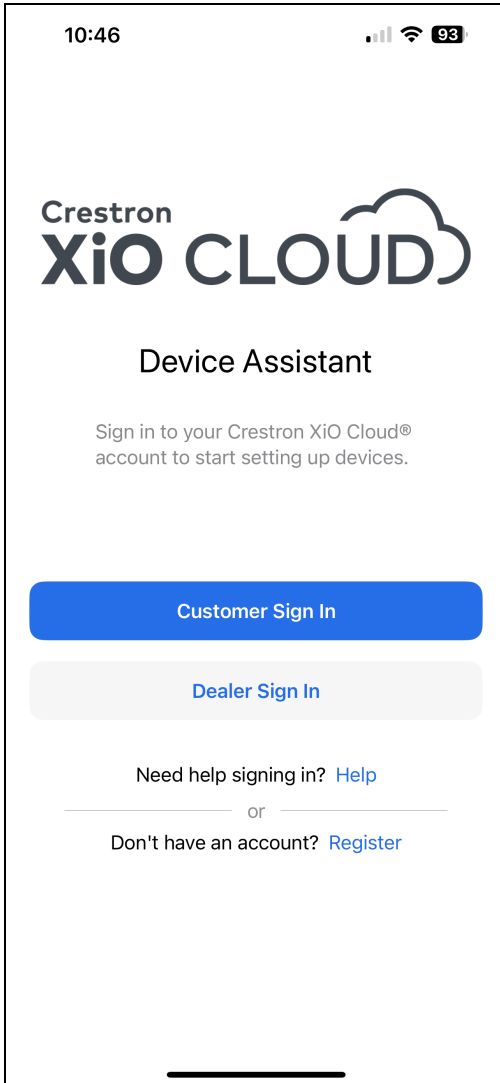 10:46
93
Crestron
XiO CLOUD
Device Assistant
Sign in to your Crestron XiO Cloud®
account to start setting up devices.
Customer Sign In
Dealer Sign In
Need help signing in? Help
or
Don't have an account? Register